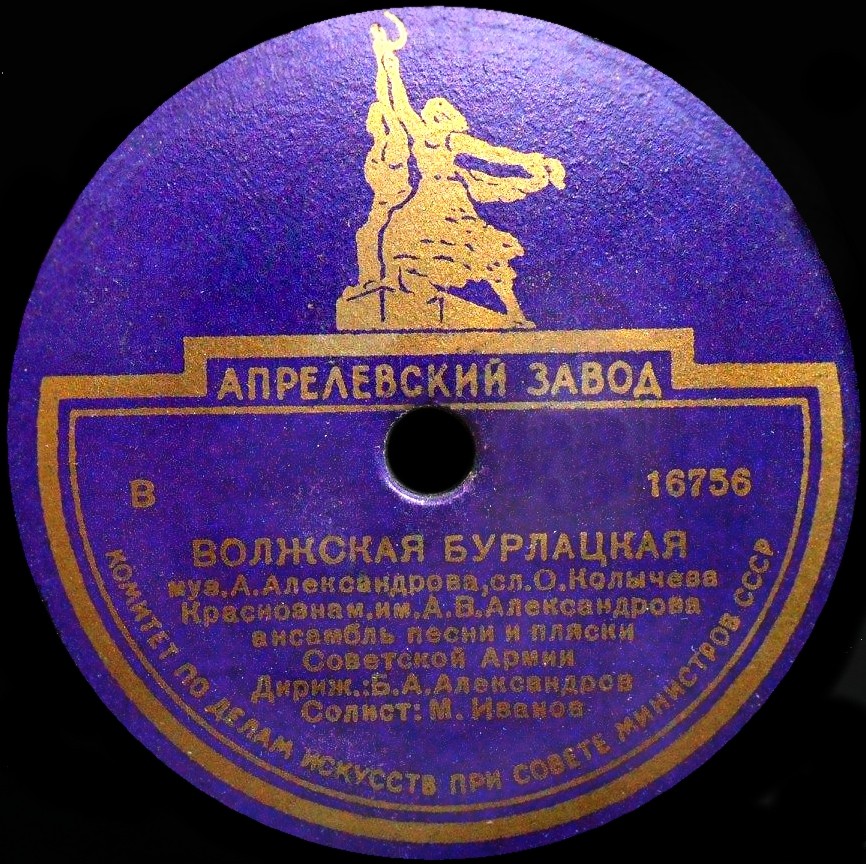 АПРЕЛЕВСКИЙ ЗАВОД
В 16756
ВОЛЖСКАЯ БУРЛАЦКАЯ
муз.А.Александрова,сл.О.Колычева
Краснознам.им.А.В.Александрова
ансамбль песни и пляски
Советской Армии
Дириж.:Б.А.Александров
Солист: М.Иванов
КОМИТЕТ ПО ДЕЛАМ ИСКУССТВ ПРИ СОВЕТЕ МИНИСТРОВ СССР